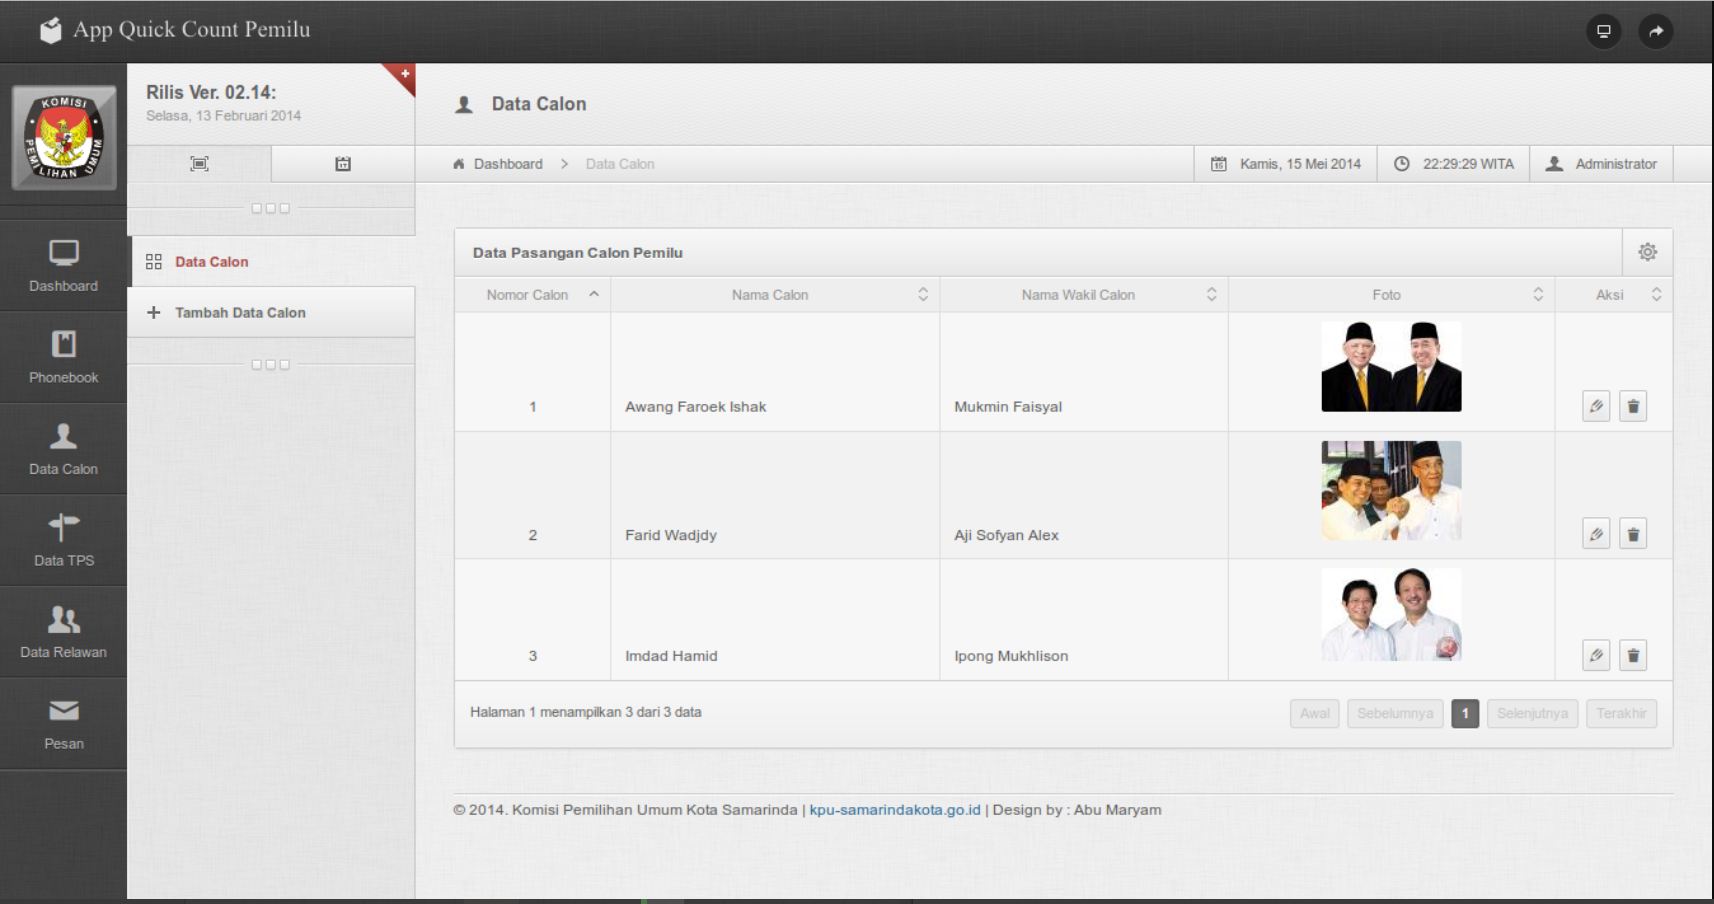 App Quick Count Pemilu
KOMISI
PEMILIHAN UMUM
Rilis Ver. 02.14:
Selasa, 13 Februari 2014
Data Calon
Dashboard > Data Calon
Kamis, 15 Mei 2014
22:29:29 WITA
Administrator
Dashboard
Phonebook
Data Calon
Data TPS
Data Relawan
Pesan
Data Calon
Tambah Data Calon
Data Pasangan Calon Pemilu
Nomor Calon Nama Calon Nama Wakil Calon Foto Aksi
1 Awang Faroek Ishak Mukmin Faisyal
2 Farid Wadjdy Aji Sofyan Alex
3 Imdad Hamid Ipong Mukhlison
Halaman 1 menampilkan 3 dari 3 data
Awal Sebelumnya 1 Selenjutnya Terakhir
© 2014. Komisi Pemilihan Umum Kota Samarinda | kpu-samarindakota.go.id | Design by : Abu Maryam